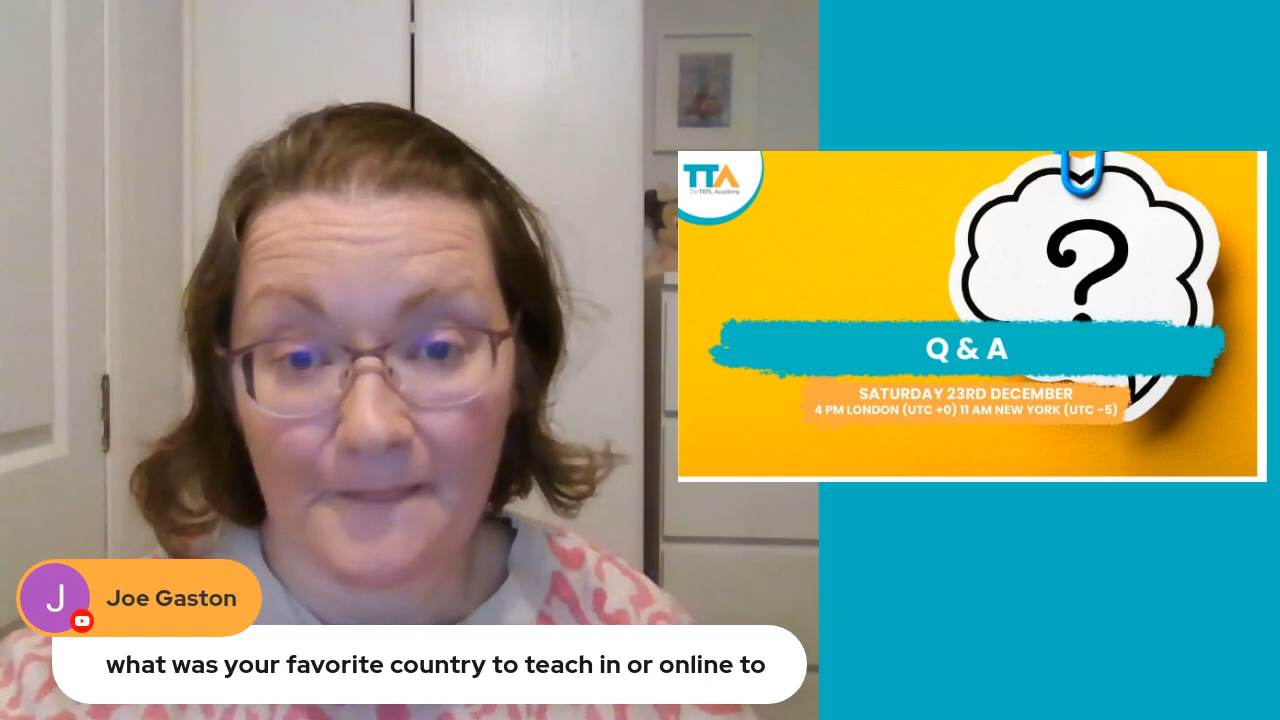 TTA
The TEFL Academy
?
Q & A
SATURDAY 23RD DECEMBER
4 PM LONDON (UTC +0) 11 AM NEW YORK (UTC -5)
J
Joe Gaston
what was your favorite country to teach in or online to